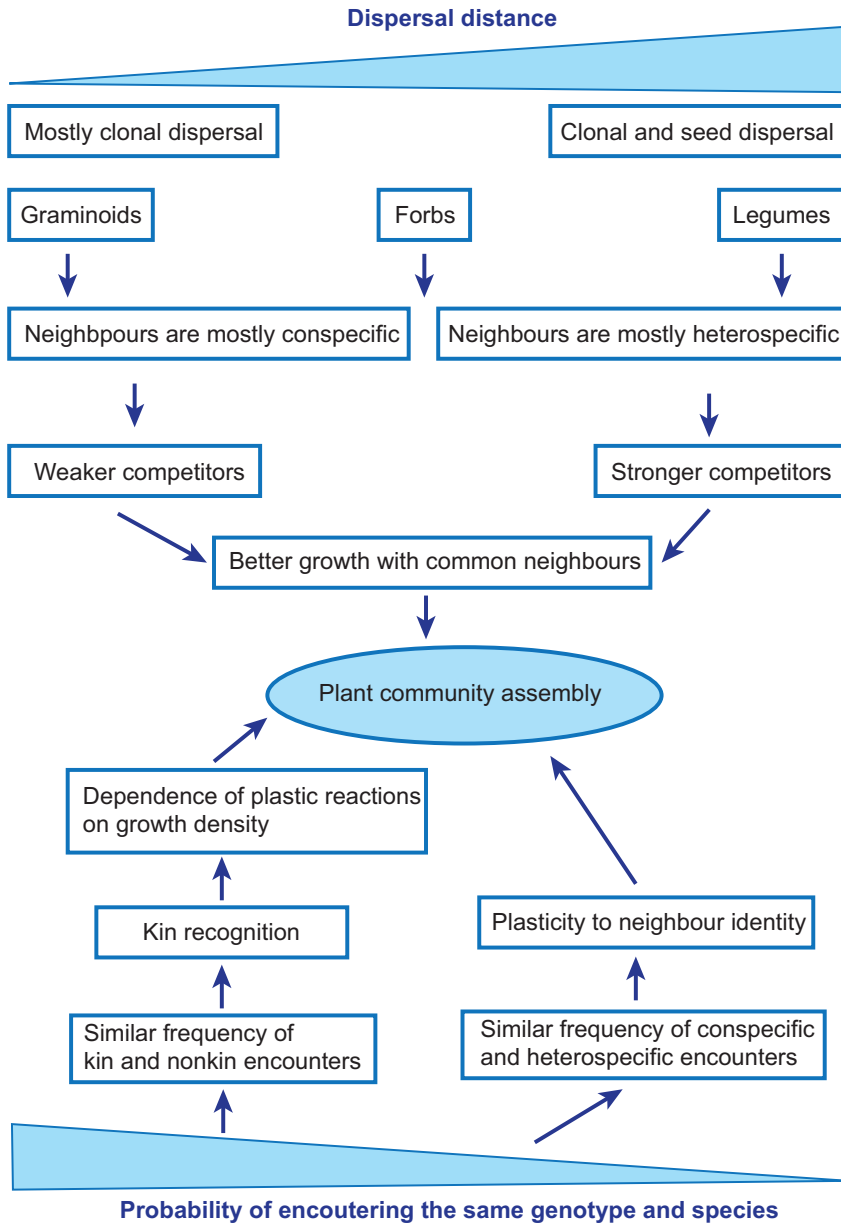 Dispersal distance
Mostly clonal dispersal
Clonal and seed dispersal
Graminoids
Forbs
Legumes
Neighbpours are mostly conspecific
Neighbours are mostly heterospecific
Weaker competitors
Stronger competitors
Better growth with common neighbours
Plant community assembly
Dependence of plastic reactions
on growth density
Kin recognition
Plasticity to neighbour identity
Similar frequency of
kin and nonkin encounters
Similar frequency of conspecific
and heterospecific encounters
Probability of encoutering the same genotype and species